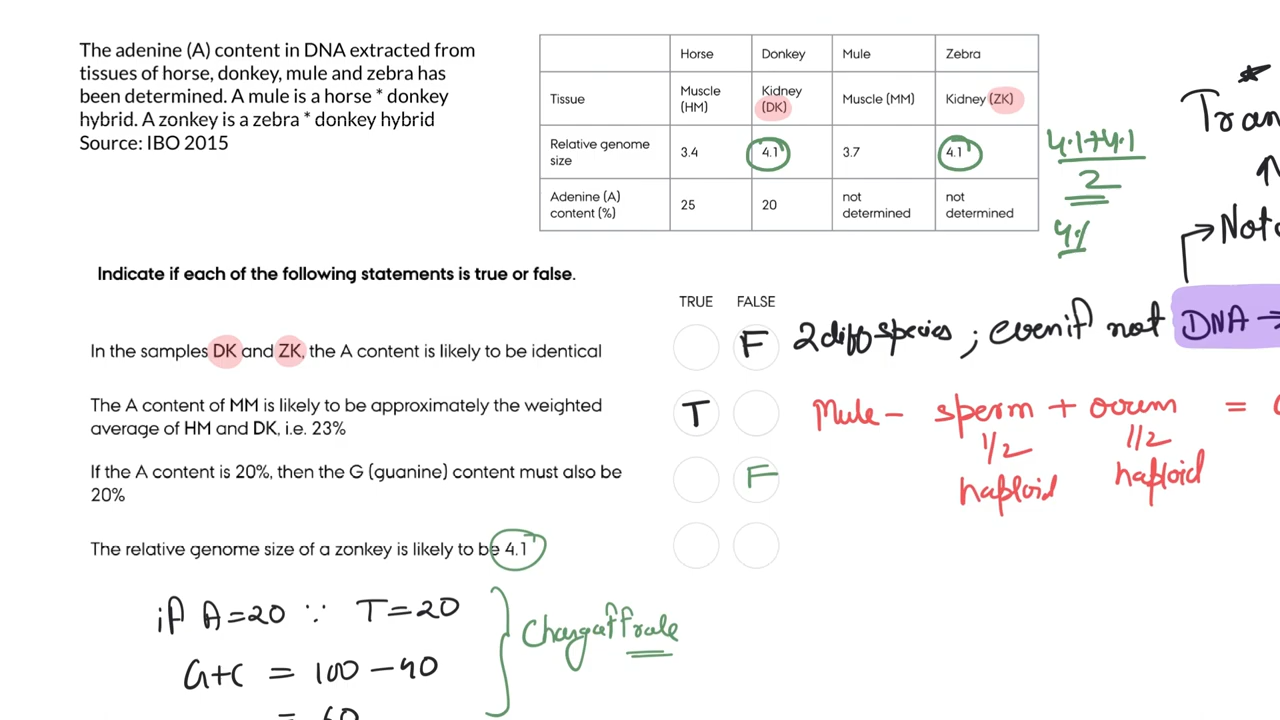 The adenine (A) content in DNA extracted from
tissues of horse, donkey, mule and zebra has
been determined. A mule is a horse * donkey
hybrid. A zonkey is a zebra * donkey hybrid
Source: IBO 2015
Horse Donkey Mule Zebra
Tissue Muscle (HM) Kidney (DK) Muscle (MM) Kidney (ZK)
Relative genome size 3.4 4.1 3.7 4.1
Adenine (A) content (%) 25 20 not determined not determined
4.1+4.1
2
Tran
Not
Indicate if each of the following statements is true or false.
TRUE FALSE
In the samples DK and ZK, the A content is likely to be identical
F 2 diff species ; even if not DNA →
The A content of MM is likely to be approximately the weighted
average of HM and DK, i.e. 23%
T Mule - sperm + = 
1/2 1/2
haploid haploid
If the A content is 20%, then the G (guanine) content must also be
20%
F
The relative genome size of a zonkey is likely to be 4.1
if A=20 ∵ T=20
G+C = 100 - 40
= 60
rule